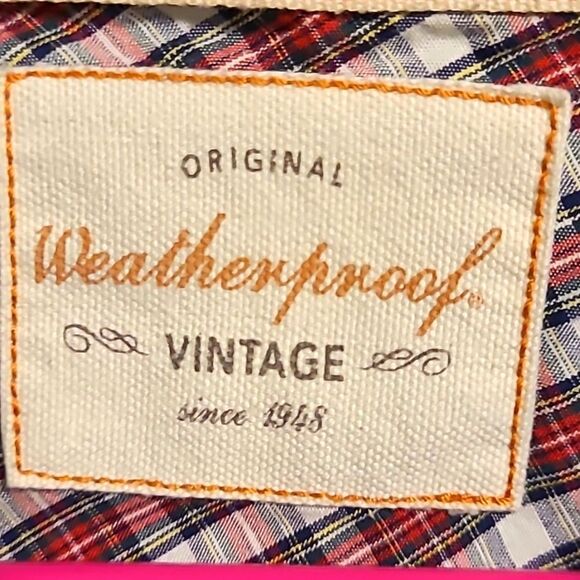 ORIGINAL
Weatherproof®
VINTAGE
since 1948